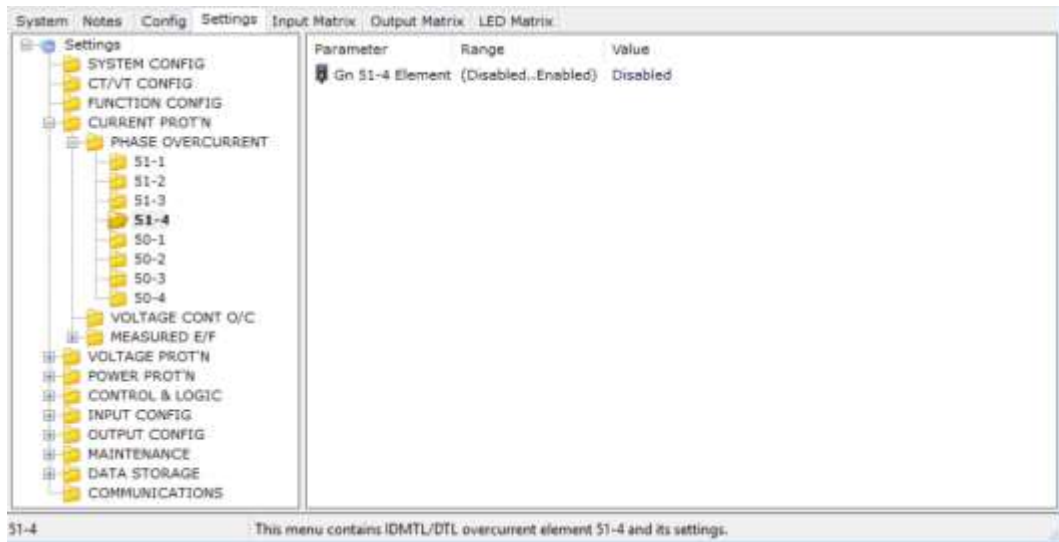 System Notes Config Settings Input Matrix Output Matrix LED Matrix
Settings
SYSTEM CONFIG
CT/VT CONFIG
FUNCTION CONFIG
CURRENT PROT'N
PHASE OVERCURRENT
51-1
51-2
51-3
51-4
50-1
50-2
50-3
50-4
VOLTAGE CONT O/C
MEASURED E/F
VOLTAGE PROT'N
POWER PROT'N
CONTROL & LOGIC
INPUT CONFIG
OUTPUT CONFIG
MAINTENANCE
DATA STORAGE
COMMUNICATIONS
Parameter Range Value
Gn 51-4 Element (Disabled..Enabled) Disabled
51-4 This menu contains IDMTL/DTL overcurrent element 51-4 and its settings.